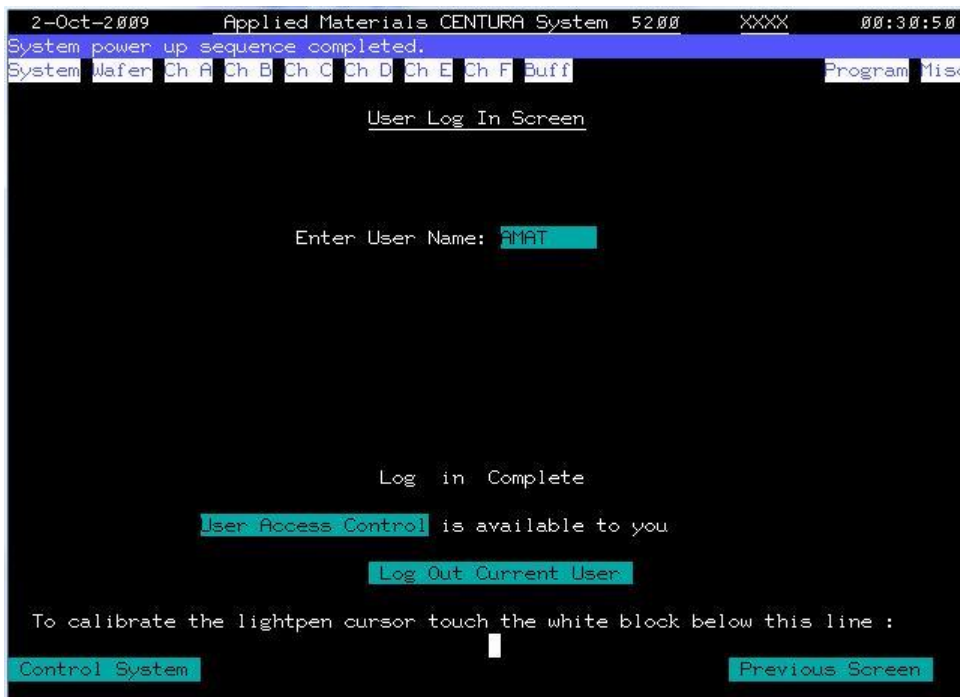 2-Oct-2009 Applied Materials CENTURA System 5200 XXXX 00:30:50
System power up sequence completed.
System Wafer Ch A Ch B Ch C Ch D Ch E Ch F Buff Program Misc
User Log In Screen
Enter User Name: AMAT
Log in Complete
User Access Control is available to you
Log Out Current User
To calibrate the lightpen cursor touch the white block below this line :
Control System Previous Screen